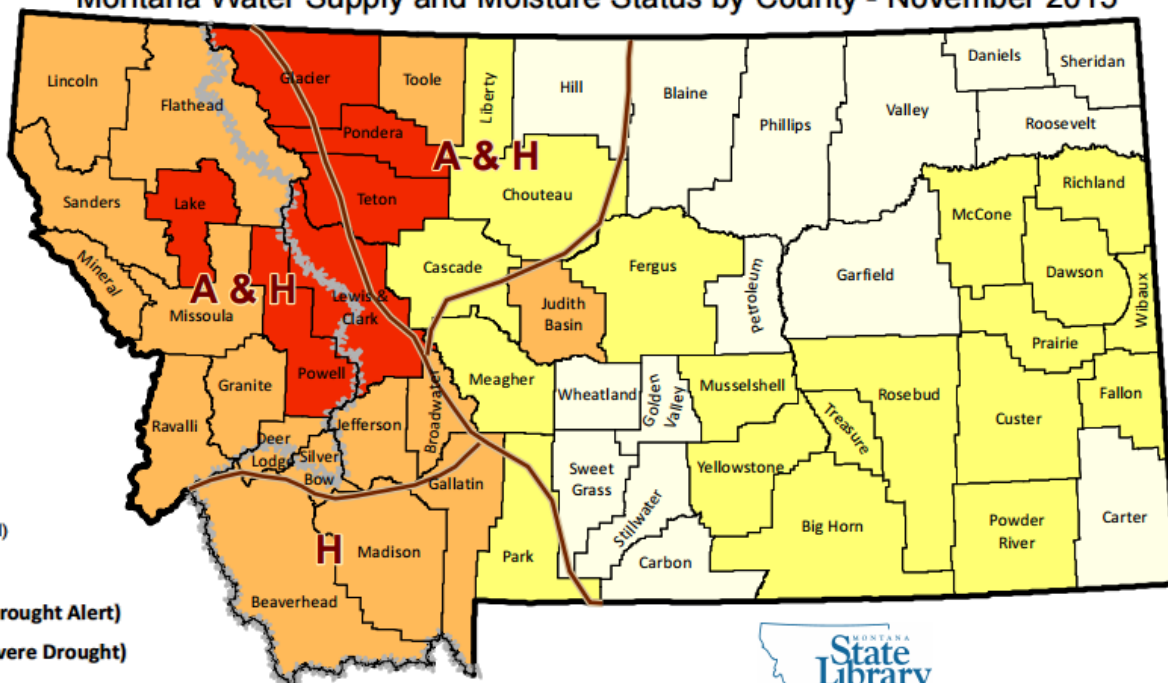 Montana Water Supply and Moisture Status by County - November 2015
Lincoln
Flathead
Glacier
Toole
Liberty
Hill
Blaine
Phillips
Valley
Daniels
Sheridan
Roosevelt
Pondera
A & H
Chouteau
Teton
Sanders
Lake
McCone
Richland
Mineral
A & H
Missoula
Lewis &
Clark
Cascade
Judith
Basin
Fergus
Petroleum
Garfield
Dawson
Wibaux
Prairie
Powell
Granite
Ravalli
Deer
Lodge
Silver
Bow
Jefferson
Broadwater
Meagher
Wheatland
Golden
Valley
Musselshell
Treasure
Rosebud
Custer
Fallon
Gallatin
Sweet
Grass
Stillwater
Yellowstone
Park
Carbon
Big Horn
Powder
River
Carter
H
Madison
Beaverhead
rought Alert)
vere Drought)
MONTANA
State
Library